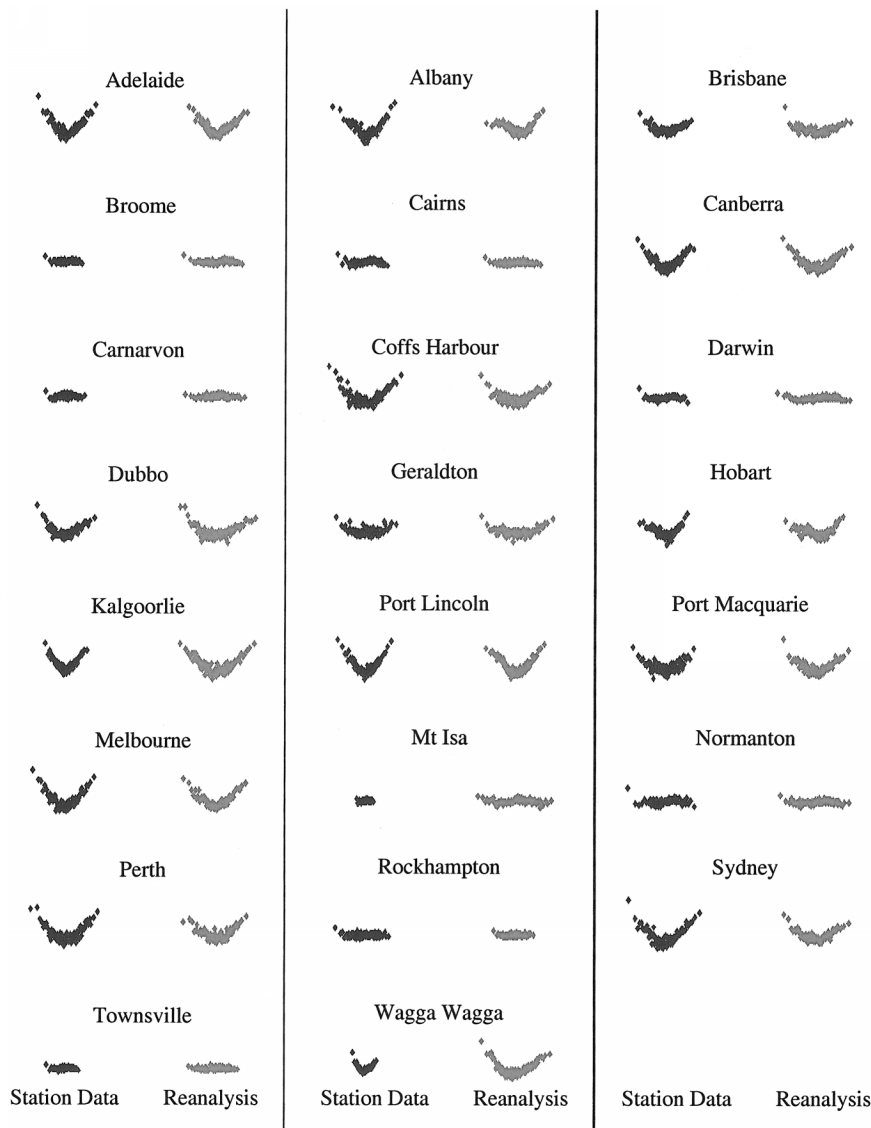 Adelaide
Albany
Brisbane
Broome
Cairns
Canberra
Carnarvon
Coffs Harbour
Darwin
Dubbo
Geraldton
Hobart
Kalgoorlie
Port Lincoln
Port Macquarie
Melbourne
Mt Isa
Normanton
Perth
Rockhampton
Sydney
Townsville
Wagga Wagga
Station Data Reanalysis Station Data Reanalysis Station Data Reanalysis